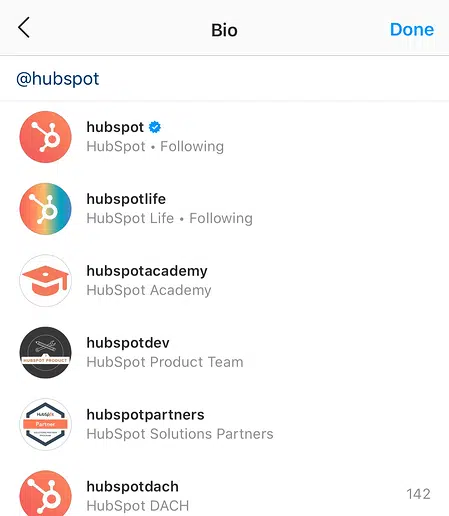 Bio
Done
@hubspot
hubspot
HubSpot • Following
hubspotlife
HubSpot Life • Following
hubspotacademy
HubSpot Academy
HUBSPOT PRODUCT
hubspotdev
HubSpot Product Team
HubSpot
Partner
hubspotpartners
HubSpot Solutions Partners
hubspotdach
142
HubSpot DACH